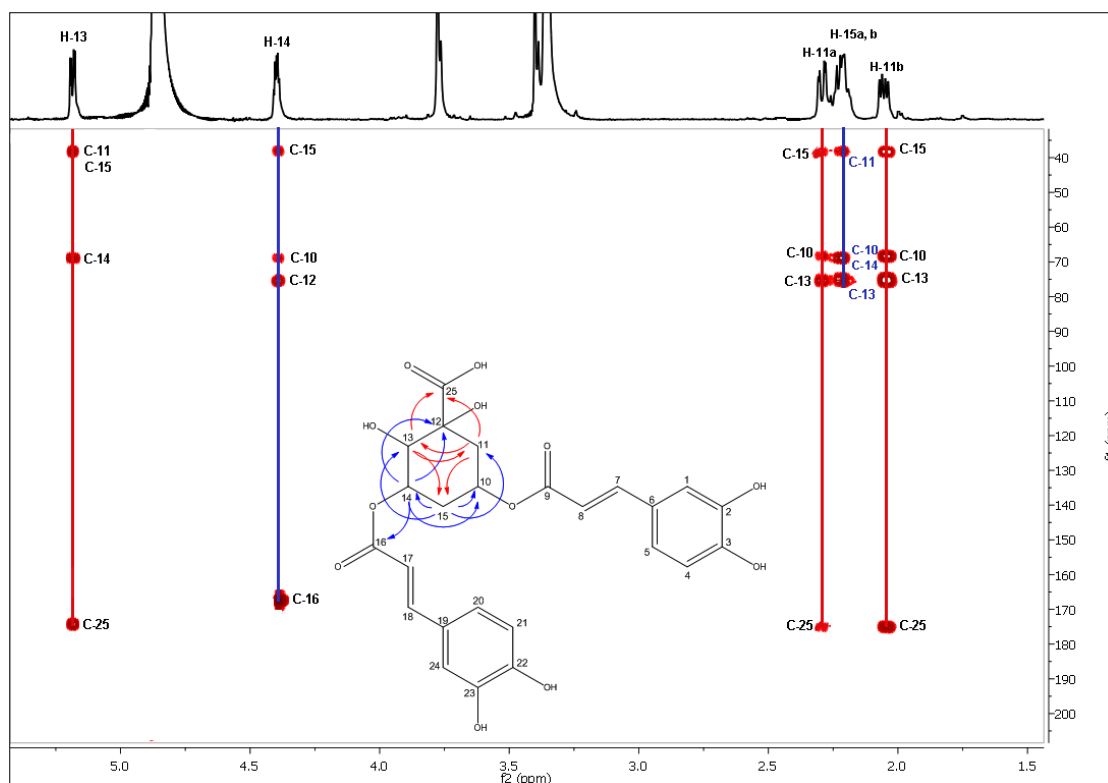 H-13
H-14
H-11a
H-15a, b
H-11b
C-11
C-15
C-15
C-15
C-11
C-15
C-14
C-10
C-12
C-10
C-10
C-14
C-10
C-13
C-13
C-13
C-25
C-16
C-25
C-25
O
OH
25
OH
HO
12
13
11
O
7
1
OH
14
10
15
O
9
8
6
2
O
5
3
OH
4
16
O
17
18
19
20
21
24
22
23
OH
OH
40
50
60
70
80
90
100
110
120
130
140
150
160
170
180
190
200
f1 (ppm)
5.0
4.5
4.0
3.5
3.0
2.5
2.0
1.5
f2 (ppm)